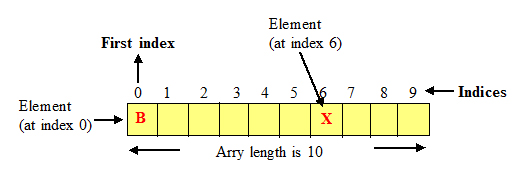 Element
(at index 6)
First index
0 1 2 3 4 5 6 7 8 9
Indices
Element
(at index 0)
B
X
Arry length is 10